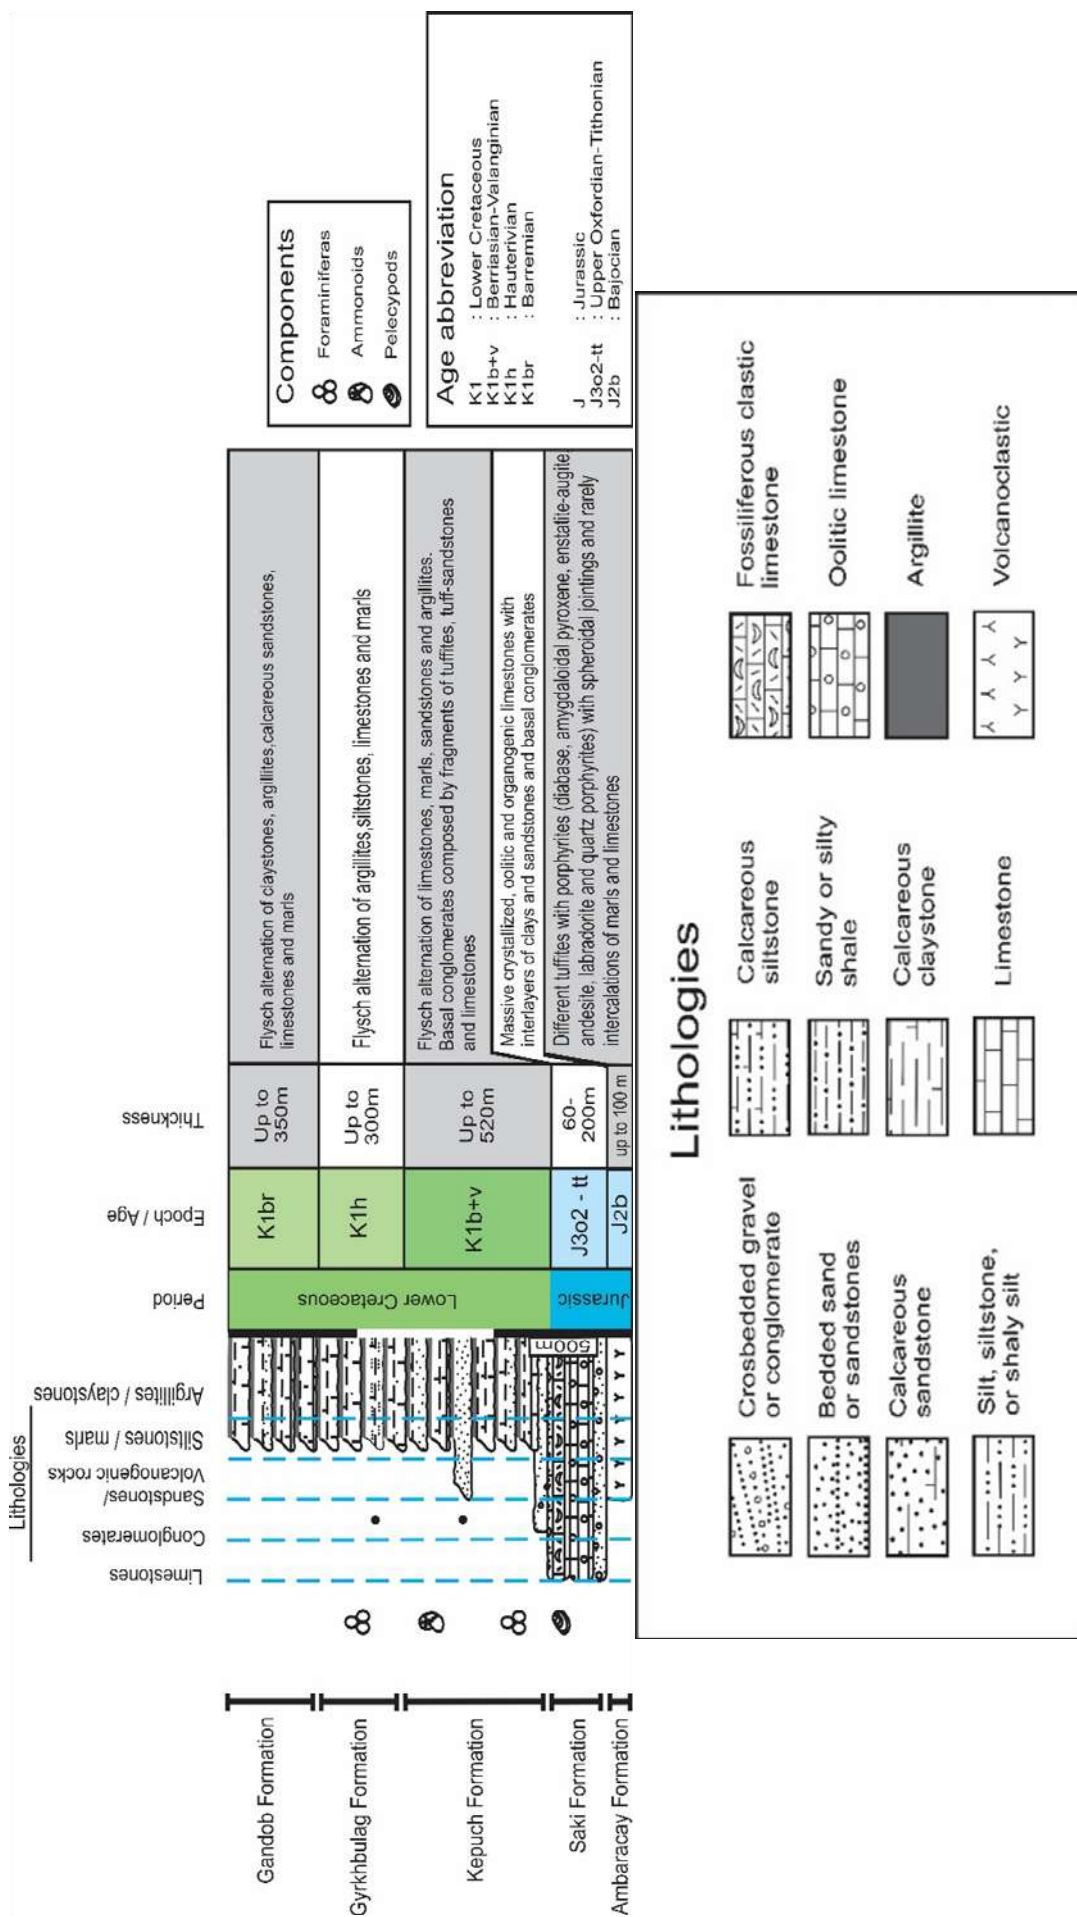 Lithologies
Limestones
Conglomerates
Sandstones/
Volcanogenic rocks
Siltstones / marls
Argillites / claystones
Period
Epoch / Age
Thickness
Gandob Formation
Gyrkhbulag Formation
Kepuch Formation
Saki Formation
Ambaracay Formation
500m
Lower Cretaceous
Jurassic
K1br
K1h
K1b+v
J3o2 - tt
J2b
Up to
350m
Up to
300m
Up to
520m
60-
200m
up to 100 m
Flysch alternation of claystones, argillites,calcareous sandstones,
limestones and marls
Flysch alternation of argillites,siltstones, limestones and marls
Flysch alternation of limestones, marls, sandstones and argillites.
Basal conglomerates composed by fragments of tuffites, tuff-sandstones
and limestones
Massive crystallized, oolitic and organogenic limestones with
interlayers of clays and sandstones and basal conglomerates
Different tuffites with porphyrites (diabase, amygdaloidal pyroxene, enstatite-augite,
andesite, labradorite and quartz porphyrites) with spheroidal jointings and rarely
intercalations of marls and limestones
Components
Foraminiferas
Ammonoids
Pelecypods
Age abbreviation
K1 : Lower Cretaceous
K1b+v : Berriasian-Valanginian
K1h : Hauterivian
K1br : Barremian
J : Jurassic
J3o2-tt : Upper Oxfordian-Tithonian
J2b : Bajocian
Lithologies
Crosbedded gravel
or conglomerate
Bedded sand
or sandstones
Calcareous
sandstone
Silt, siltstone,
or shaly silt
Calcareous
siltstone
Sandy or silty
shale
Calcareous
claystone
Limestone
Fossiliferous clastic
limestone
Oolitic limestone
Argillite
Volcanoclastic